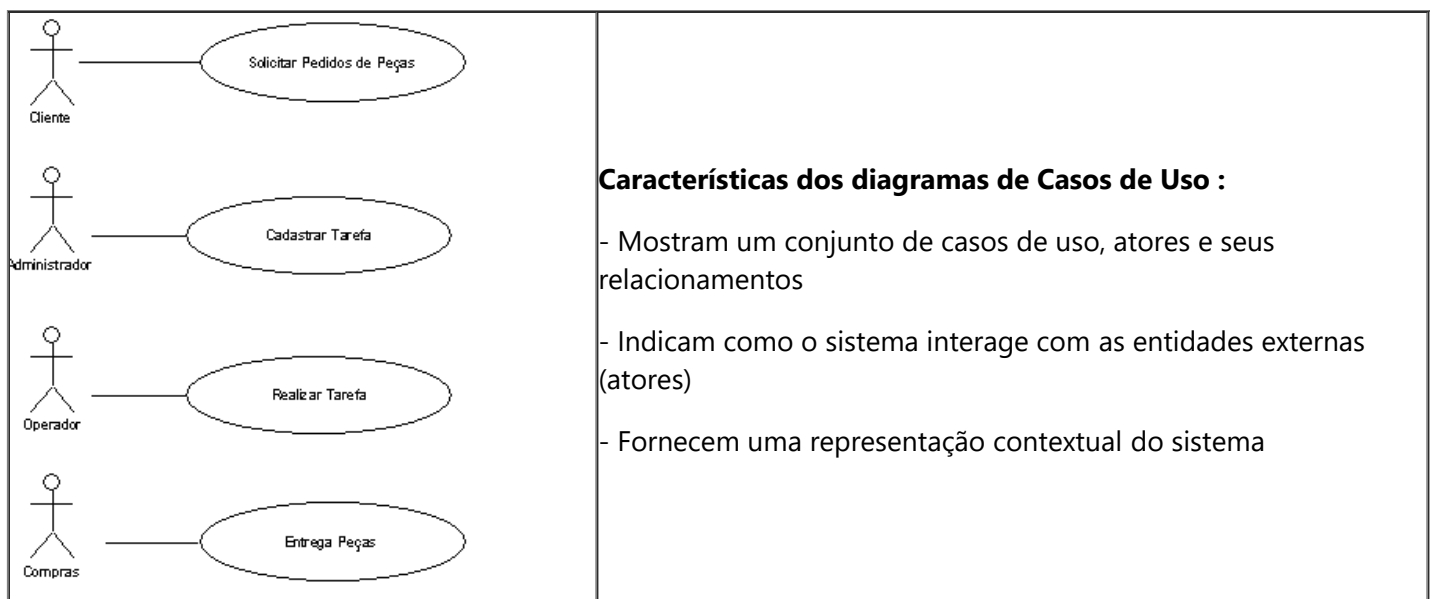 Solicitar Pedidos de Peças
Cliente
Cadastrar Tarefa
Administrador
Realizar Tarefa
Operador
Entrega Peças
Compras
Características dos diagramas de Casos de Uso :
- Mostram um conjunto de casos de uso, atores e seus
relacionamentos
- Indicam como o sistema interage com as entidades externas
(atores)
- Fornecem uma representação contextual do sistema